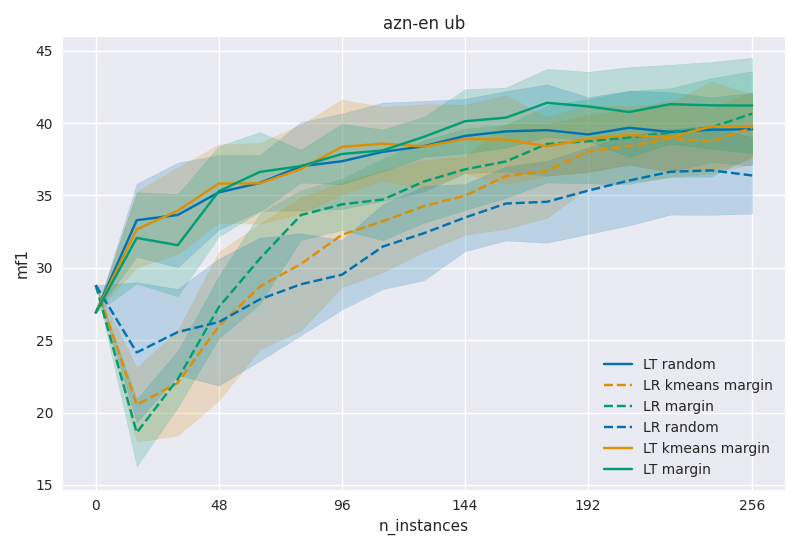 azn-en ub
45
40
35
30
25
20
15
mf1
0 48 96 144 192 256
n_instances
LT random
LR kmeans margin
LR margin
LR random
LT kmeans margin
LT margin